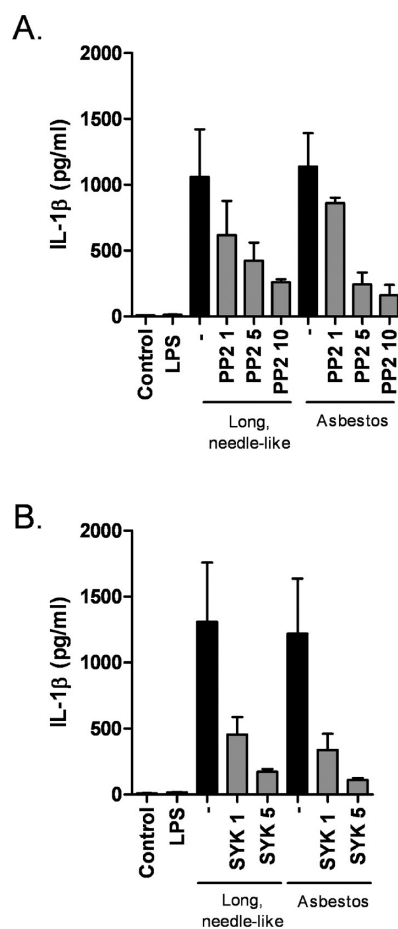 A.
IL-1β (pg/ml)
2000
1500
1000
500
0
Control
LPS
-
PP2 1
PP2 5
PP2 10
-
PP2 1
PP2 5
PP2 10
Long,
needle-like
Asbestos
B.
IL-1β (pg/ml)
2000
1500
1000
500
0
Control
LPS
-
SYK 1
SYK 5
-
SYK 1
SYK 5
Long,
needle-like
Asbestos